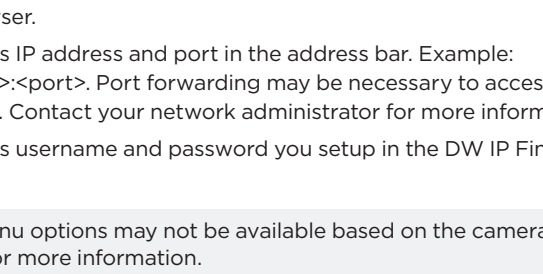 ser.
s IP address and port in the address bar. Example:
>:<port>. Port forwarding may be necessary to access
. Contact your network administrator for more inform
s username and password you setup in the DW IP Fin
nu options may not be available based on the camera
or more information.